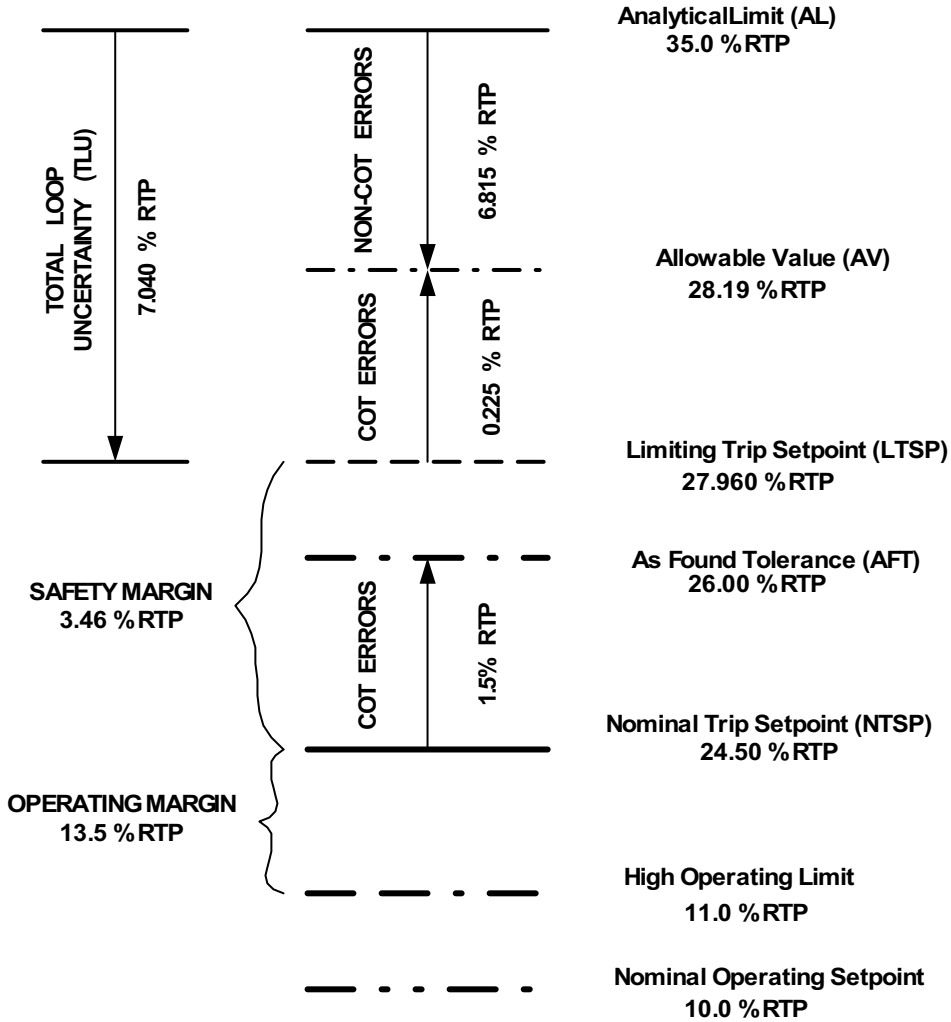 AnalyticalLimit (AL)
35.0 %RTP
TOTAL LOOP
UNCERTAINTY (TLU)
7.040 % RTP
NON-COT ERRORS
6.815 % RTP
Allowable Value (AV)
28.19 %RTP
COT ERRORS
0.225 % RTP
Limiting Trip Setpoint (LTSP)
27.960 %RTP
As Found Tolerance (AFT)
26.00 %RTP
SAFETY MARGIN
3.46 %RTP
COT ERRORS
1.5% RTP
Nominal Trip Setpoint (NTSP)
24.50 %RTP
OPERATING MARGIN
13.5 %RTP
High Operating Limit
11.0 %RTP
Nominal Operating Setpoint
10.0 %RTP